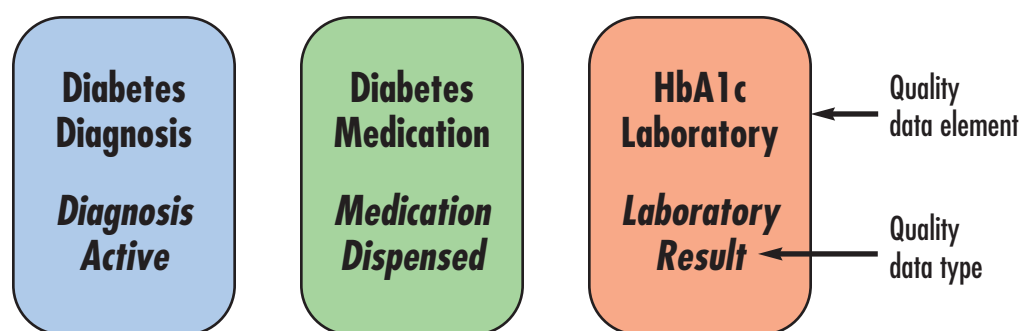 Diabetes
Diagnosis
Diagnosis
Active
Diabetes
Medication
Medication
Dispensed
HbA1c
Laboratory
Laboratory
Result
Quality
data element
Quality
data type